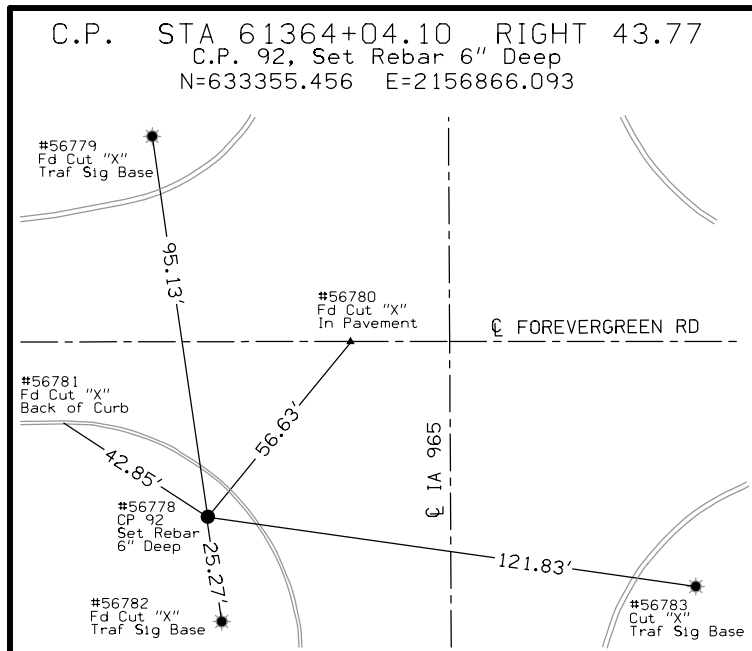 C.P. STA 61364+04.10 RIGHT 43.77
C.P. 92, Set Rebar 6" Deep
N=633355.456 E=2156866.093
#56779
Fd Cut "X"
Traf Sig Base
95.13'
#56780
Fd Cut "X"
In Pavement
℄ FOREVERGREEN RD
#56781
Fd Cut "X"
Back of Curb
42.85'
56.63'
℄ IA 965
#56778
CP 92
Set Rebar
6" Deep
25.27'
121.83'
#56782
Fd Cut "X"
Traf Sig Base
#56783
Cut "X"
Traf Sig Base